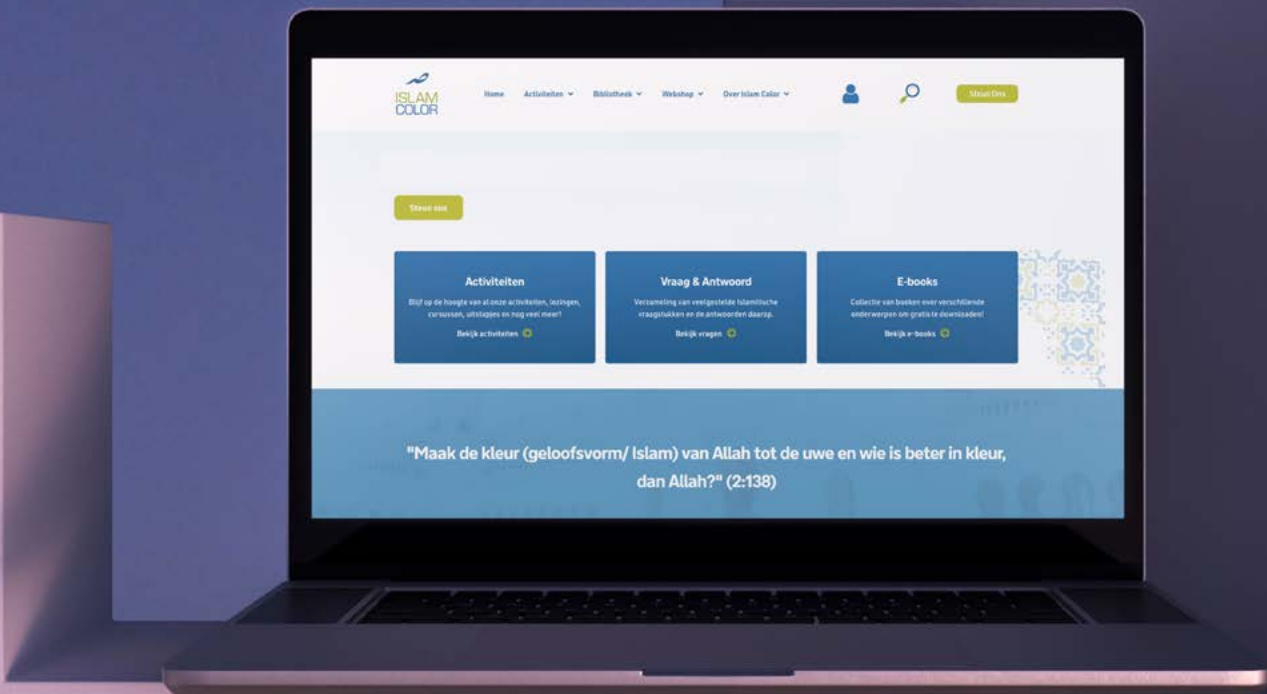 ISLAM
COLOR
Home Activiteiten Bibliotheek Webshop Over Islam Color Steun Ons
Steun ons
Activiteiten
Blijf op de hoogte van al onze activiteiten, lezingen,
cursussen, uitstapjes en nog veel meer!
Bekijk activiteiten
Vraag & Antwoord
Verzameling van veelgestelde Islamitische
vraagstukken en de antwoorden daarop.
Bekijk vragen
E-books
Collectie van boeken over verschillende
onderwerpen om gratis te downloaden!
Bekijk e-books
"Maak de kleur (geloofsvorm/ Islam) van Allah tot de uwe en wie is beter in kleur,
dan Allah?" (2:138)